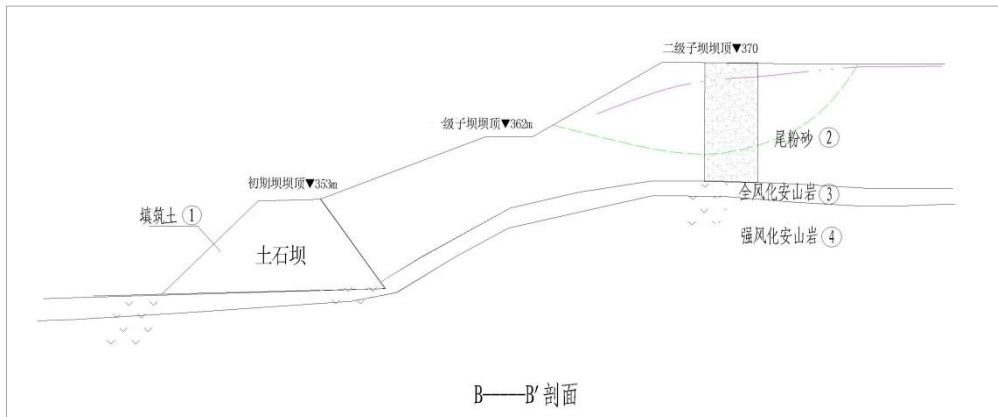 二级子坝坝顶▼370
一级子坝坝顶▼362m
尾粉砂②
初期坝坝顶▼353m
全风化安山岩③
填筑土①
强风化安山岩④
土石坝
B——B′剖面